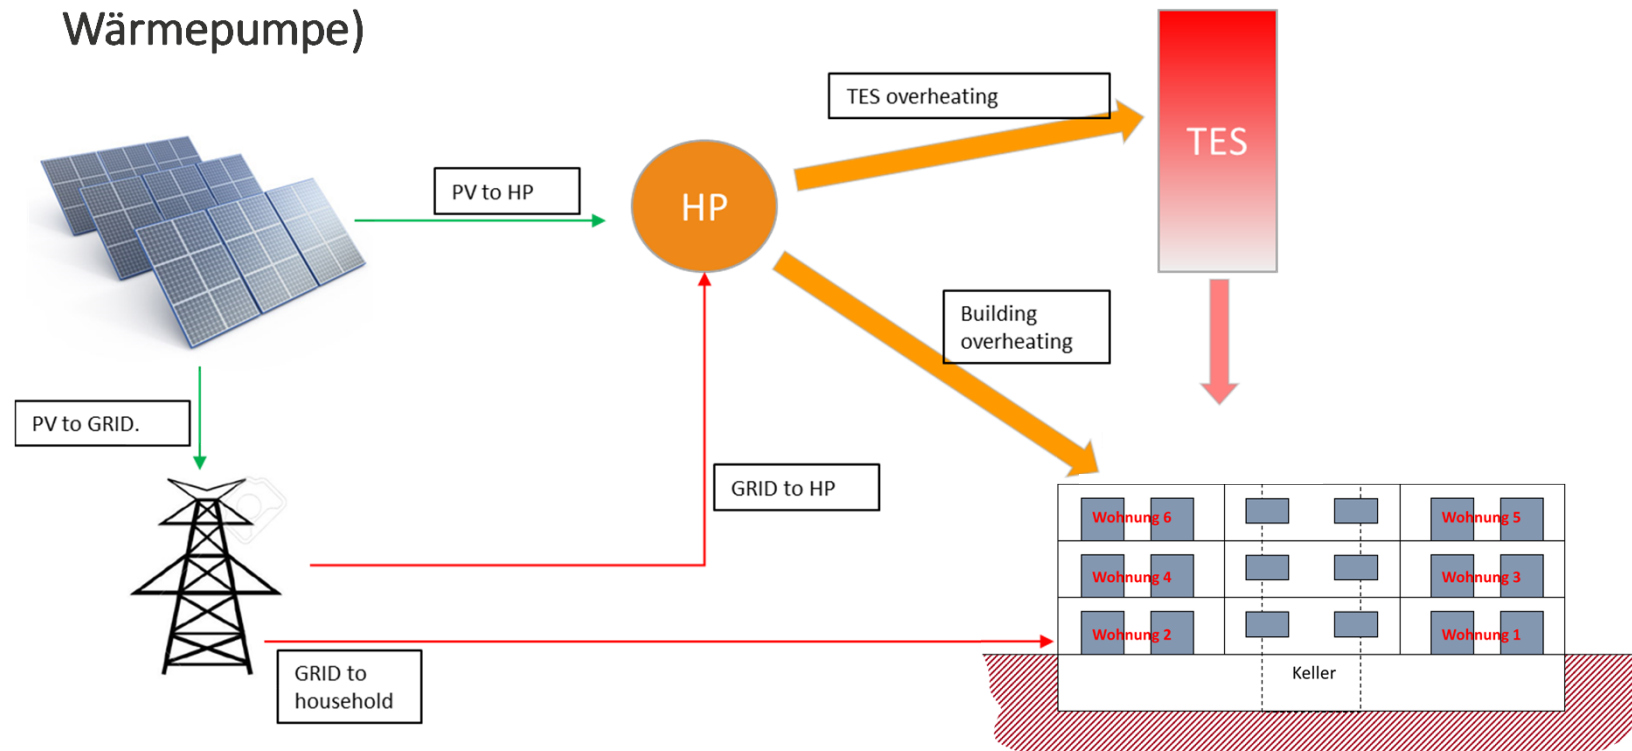 Wärmepumpe)
TES overheating
TES
PV to HP
HP
Building
overheating
PV to GRID.
GRID to HP
Wohnung 6
Wohnung 5
Wohnung 4
Wohnung 3
Wohnung 2
Wohnung 1
GRID to
household
Keller